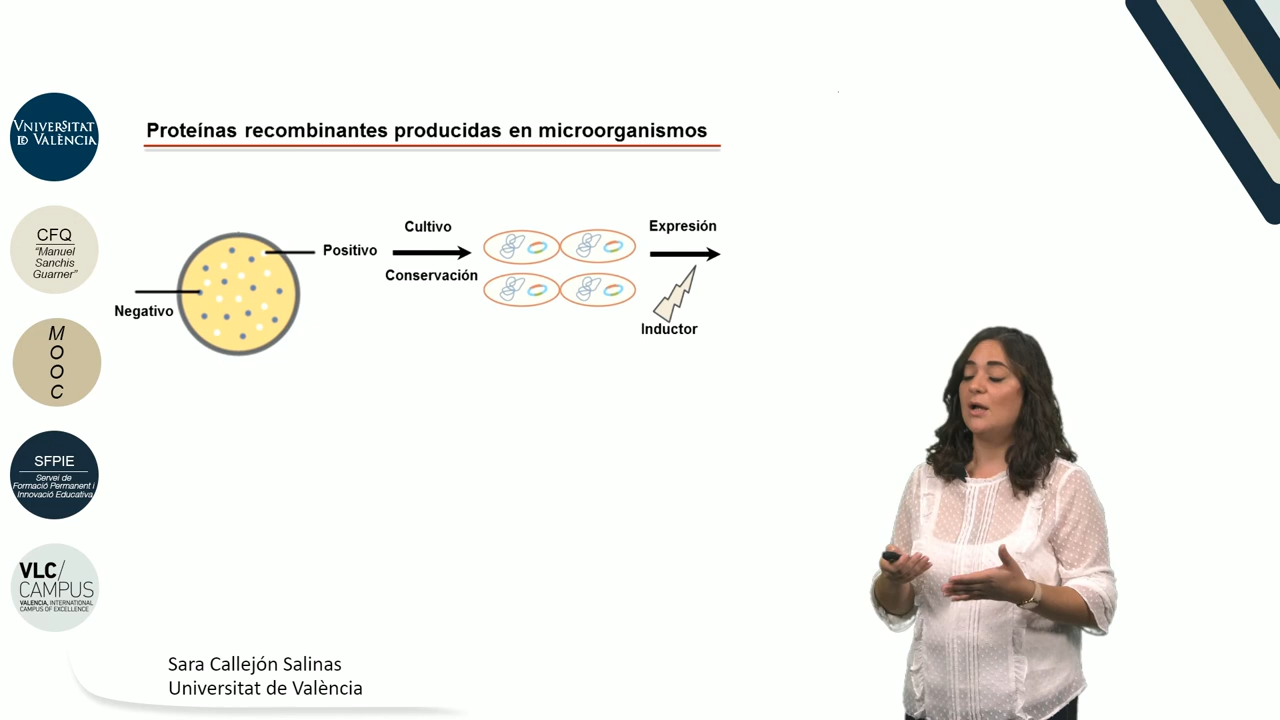 VNIVERSITAT
ID VALÈNCIA
CFQ
"Manuel
Sanchis
Guarner"
M
O
O
C
SFPIE
Servei de
Formació Permanent i
Innovació Educativa
VLC/
CAMPUS
VALENCIA, INTERNATIONAL
CAMPUS OF EXCELLENCE
Proteínas recombinantes producidas en microorganismos
Negativo
Positivo
Cultivo
Conservación
Expresión
Inductor
Sara Callejón Salinas
Universitat de València